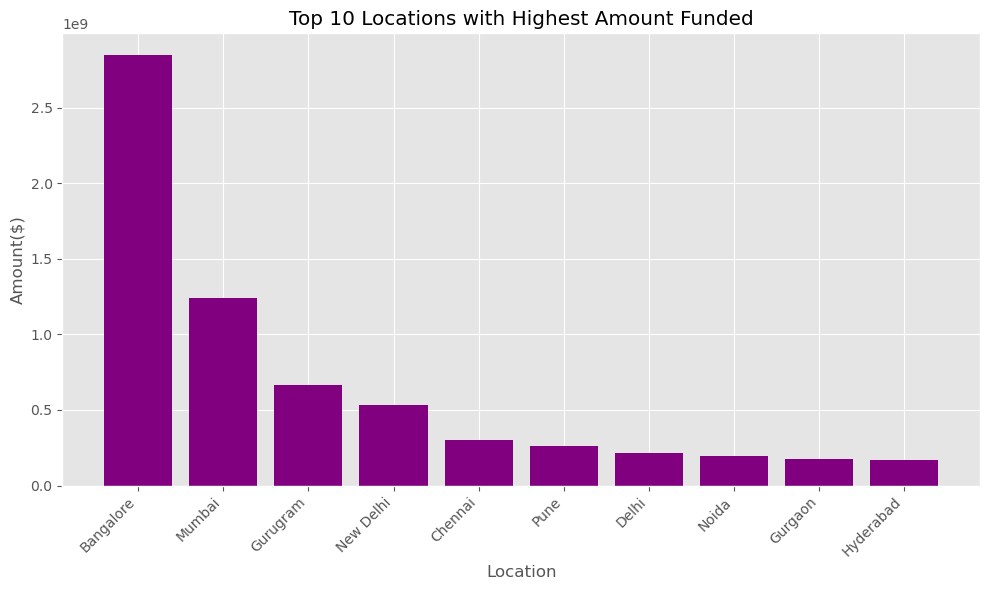 Top 10 Locations with Highest Amount Funded
1e9
2.5
2.0
1.5
1.0
0.5
0.0
Amount($)
Bangalore
Mumbai
Gurugram
New Delhi
Chennai
Pune
Delhi
Noida
Gurgaon
Hyderabad
Location